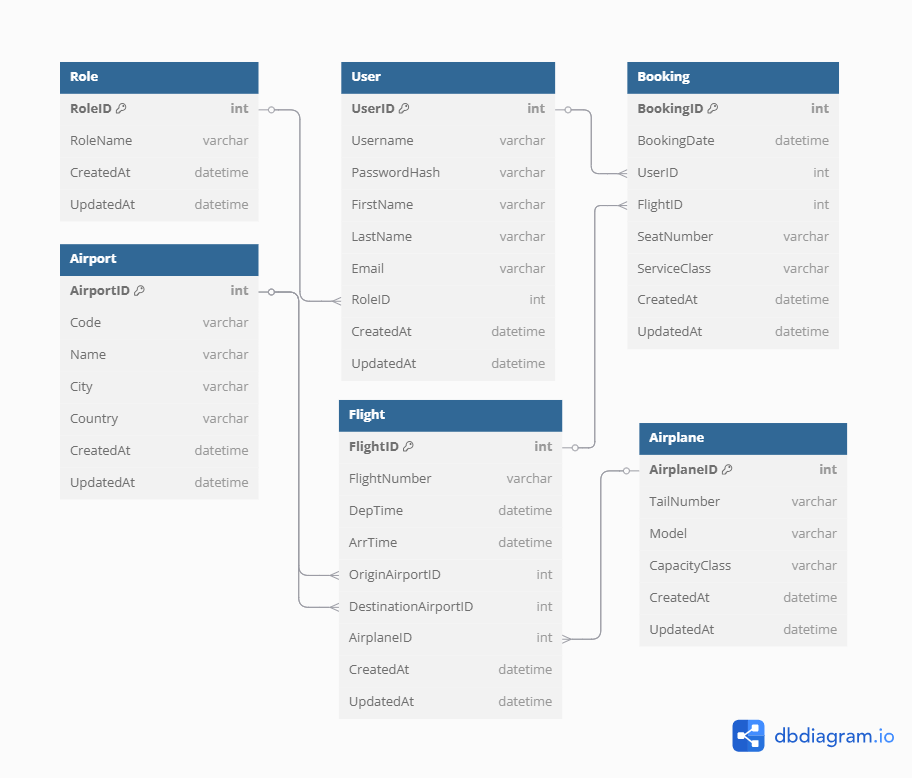 Role
RoleID int
RoleName varchar
CreatedAt datetime
UpdatedAt datetime
Airport
AirportID int
Code varchar
Name varchar
City varchar
Country varchar
CreatedAt datetime
UpdatedAt datetime
User
UserID int
Username varchar
PasswordHash varchar
FirstName varchar
LastName varchar
Email varchar
RoleID int
CreatedAt datetime
UpdatedAt datetime
Flight
FlightID int
FlightNumber varchar
DepTime datetime
ArrTime datetime
OriginAirportID int
DestinationAirportID int
AirplaneID int
CreatedAt datetime
UpdatedAt datetime
Booking
BookingID int
BookingDate datetime
UserID int
FlightID int
SeatNumber varchar
ServiceClass varchar
CreatedAt datetime
UpdatedAt datetime
Airplane
AirplaneID int
TailNumber varchar
Model varchar
CapacityClass varchar
CreatedAt datetime
UpdatedAt datetime
dbdiagram.io